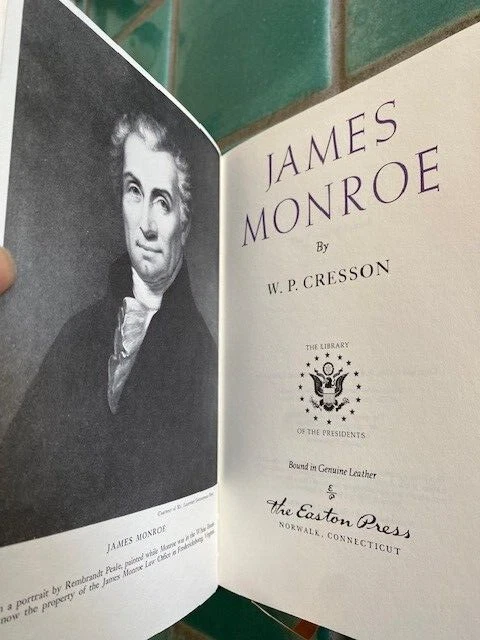 Courtesy of
JAMES MONROE
a portrait by Rembrandt Peale, painted while Monroe was in the White House
now the property of the James Monroe Law Office in Fredericksburg, Virginia
JAMES
MONROE
By
W. P. CRESSON
THE LIBRARY
OF THE PRESIDENTS
Bound in Genuine Leather
the Easton Press
NORWALK, CONNECTICUT